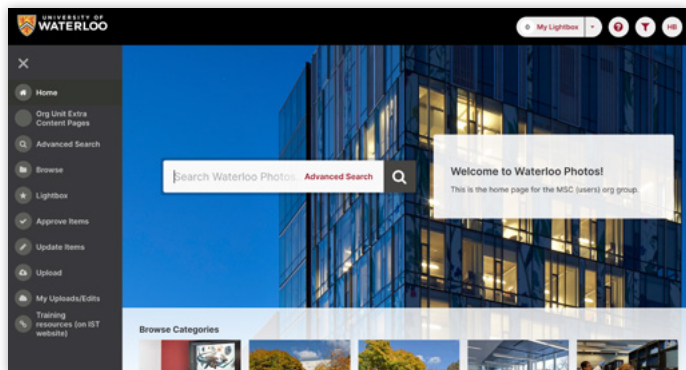 UNIVERSITY OF
WATERLOO
0 My Lightbox
HB
Home
Org Unit Extra
Content Pages
Advanced Search
Browse
Lightbox
Approve Items
Update Items
Upload
My Uploads/Edits
Training
resources (on IST
website)
Search Waterloo Photos... Advanced Search
Welcome to Waterloo Photos!
This is the home page for the MSC (users) org group.
Browse Categories